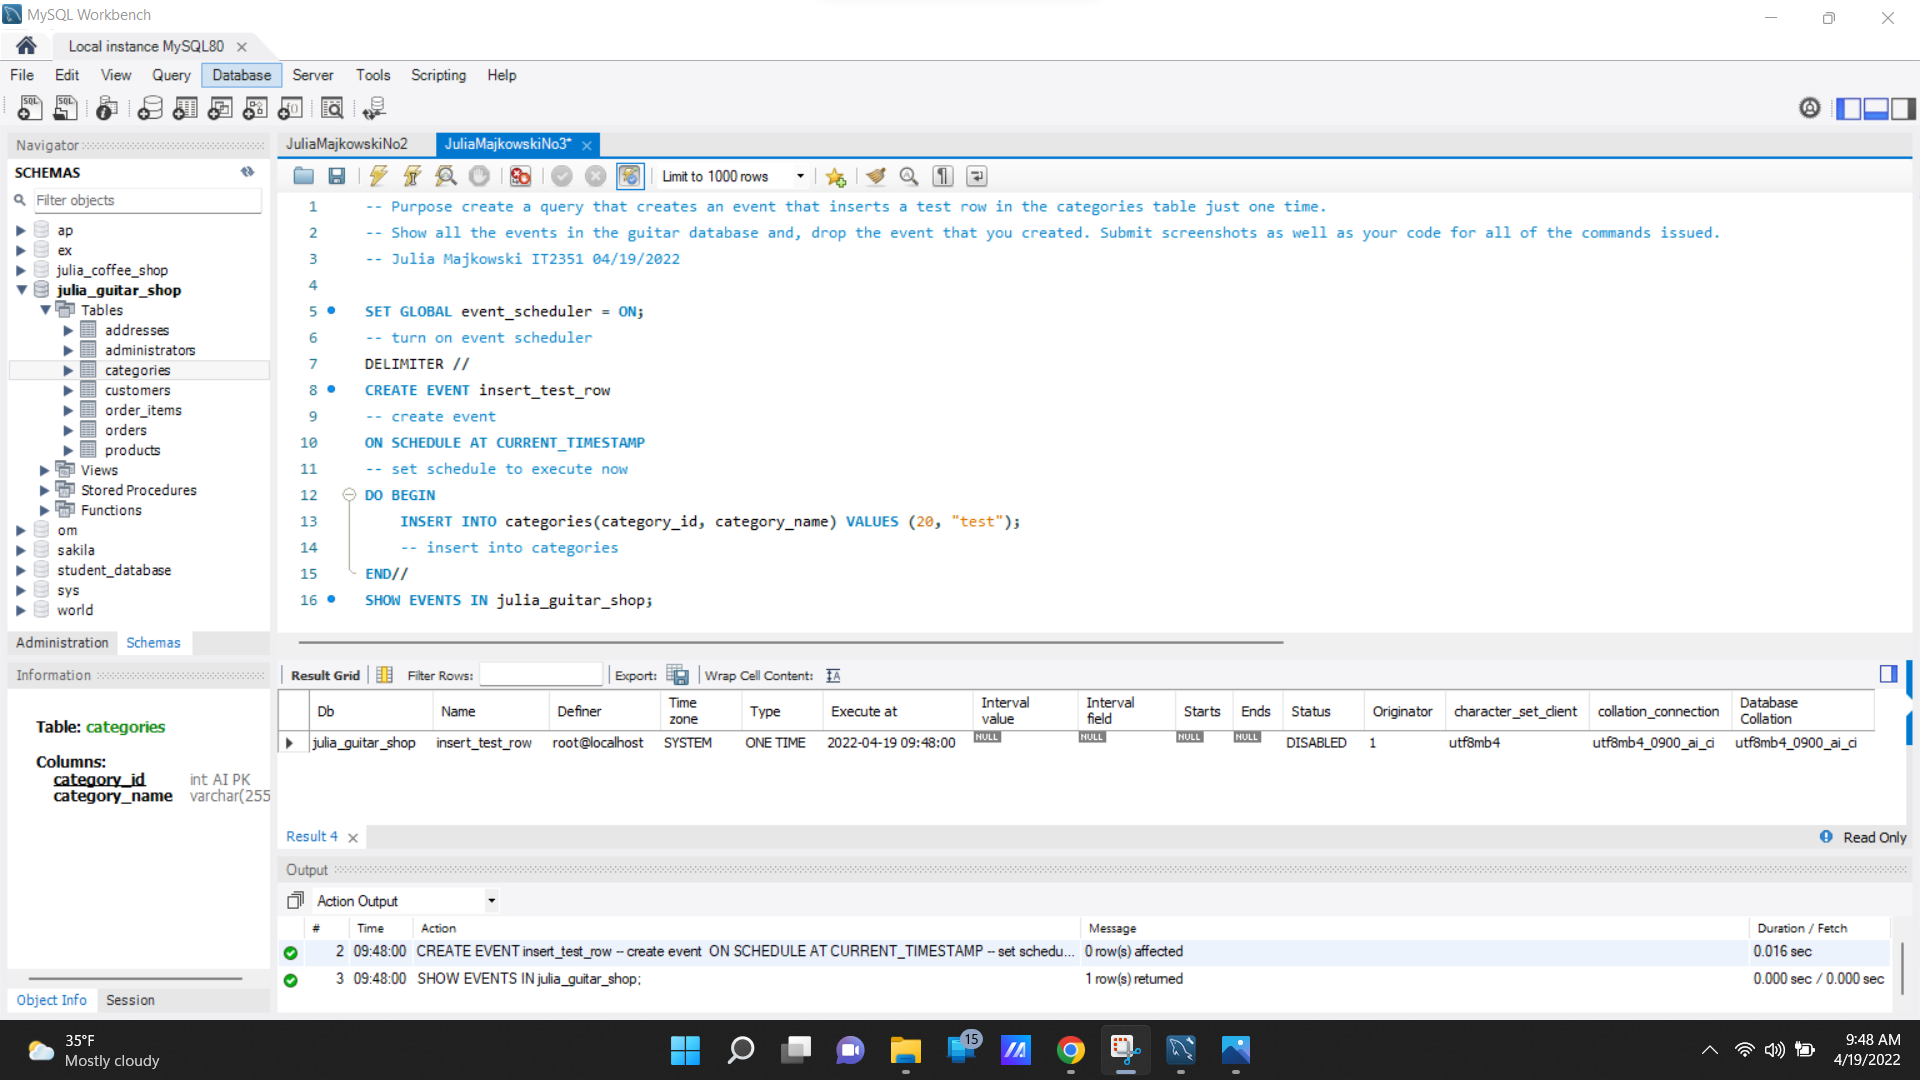 MySQL Workbench
Local instance MySQL80
File Edit View Query Database Server Tools Scripting Help
Navigator
SCHEMAS
Filter objects
ap
ex
julia_coffee_shop
julia_guitar_shop
Tables
addresses
administrators
categories
customers
order_items
orders
products
Views
Stored Procedures
Functions
om
sakila
student_database
sys
world
Administration Schemas
Information
Table: categories
Columns:
category_id int AI PK
category_name varchar(255
Object Info Session
JuliaMajkowskiNo2 JuliaMajkowskiNo3*
Limit to 1000 rows
1 -- Purpose create a query that creates an event that inserts a test row in the categories table just one time.
2 -- Show all the events in the guitar database and, drop the event that you created. Submit screenshots as well as your code for all of the commands issued.
3 -- Julia Majkowski IT2351 04/19/2022
4
5 SET GLOBAL event_scheduler = ON;
6 -- turn on event scheduler
7 DELIMITER //
8 CREATE EVENT insert_test_row
9 -- create event
10 ON SCHEDULE AT CURRENT_TIMESTAMP
11 -- set schedule to execute now
12 DO BEGIN
13 INSERT INTO categories(category_id, category_name) VALUES (20, "test");
14 -- insert into categories
15 END//
16 SHOW EVENTS IN julia_guitar_shop;
Result Grid Filter Rows: Export: Wrap Cell Content:
Db Name Definer Time zone Type Execute at Interval value Interval field Starts Ends Status Originator character_set_client collation_connection Database Collation
julia_guitar_shop insert_test_row root@localhost SYSTEM ONE TIME 2022-04-19 09:48:00 NULL NULL NULL NULL DISABLED 1 utf8mb4 utf8mb4_0900_ai_ci utf8mb4_0900_ai_ci
Result 4 Read Only
Output
Action Output
# Time Action Message Duration / Fetch
2 09:48:00 CREATE EVENT insert_test_row -- create event ON SCHEDULE AT CURRENT_TIMESTAMP -- set schedu... 0 row(s) affected 0.016 sec
3 09:48:00 SHOW EVENTS IN julia_guitar_shop; 1 row(s) returned 0.000 sec / 0.000 sec
35°F
Mostly cloudy
15
9:48 AM
4/19/2022